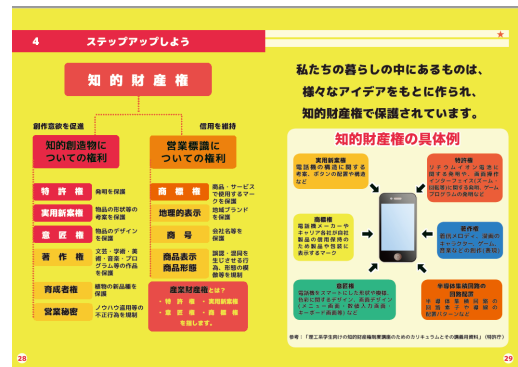 4 ステップアップしよう
知的財産権
創作意欲を促進
信用を維持
知的創造物に
ついての権利
営業標識に
ついての権利
特許権
発明を保護
実用新案権
物品の形状等の
考案を保護
意匠権
物品のデザイン
を保護
著作権
文芸・学術・美
術・音楽・プロ
グラム等の作品
を保護
育成者権
植物の新品種を
保護
営業秘密
ノウハウ盗用等の
不正行為を規制
商標権
商品・サービス
で使用するマー
クを保護
地理的表示
地域ブランド
を保護
商号
会社名等を
保護
商品表示
商品形態
誤認・混同を
生じさせる行
為、形態の模
倣等を規制
産業財産権とは?
・特許権・実用新案権
・意匠権・商標権
を指します。
28
私たちの暮らしの中にあるものは、
様々なアイデアをもとに作られ、
知的財産権で保護されています。
知的財産権の具体例
実用新案権
電話機の構造に関する
考案、ボタンの配置や構造
など
特許権
リチウムイオン電池に
関する発明や、画面操作
インターフェイス(ズーム・
回転等)に関する発明、ゲーム
プログラムの発明など
商標権
電話機メーカーや
キャリア各社が自社
製品の信用保持の
ため製品や包装に
表示するマーク
著作権
着信メロディ、漫画の
キャラクター、ゲーム、
音楽などの創作(表現)
意匠権
電話機をスマートにした形状や模様、
色彩に関するデザイン、画面デザイン
(メニュー画面・数値入力画面・
キーボード画面等)など
半導体集積回路の
回路配置
半導体集積回路の
回路素子や導線の
配置パターンなど
参考:「理工系学生向けの知的財産権制度講座のためのカリキュラムとその講義用資料」(特許庁)
29